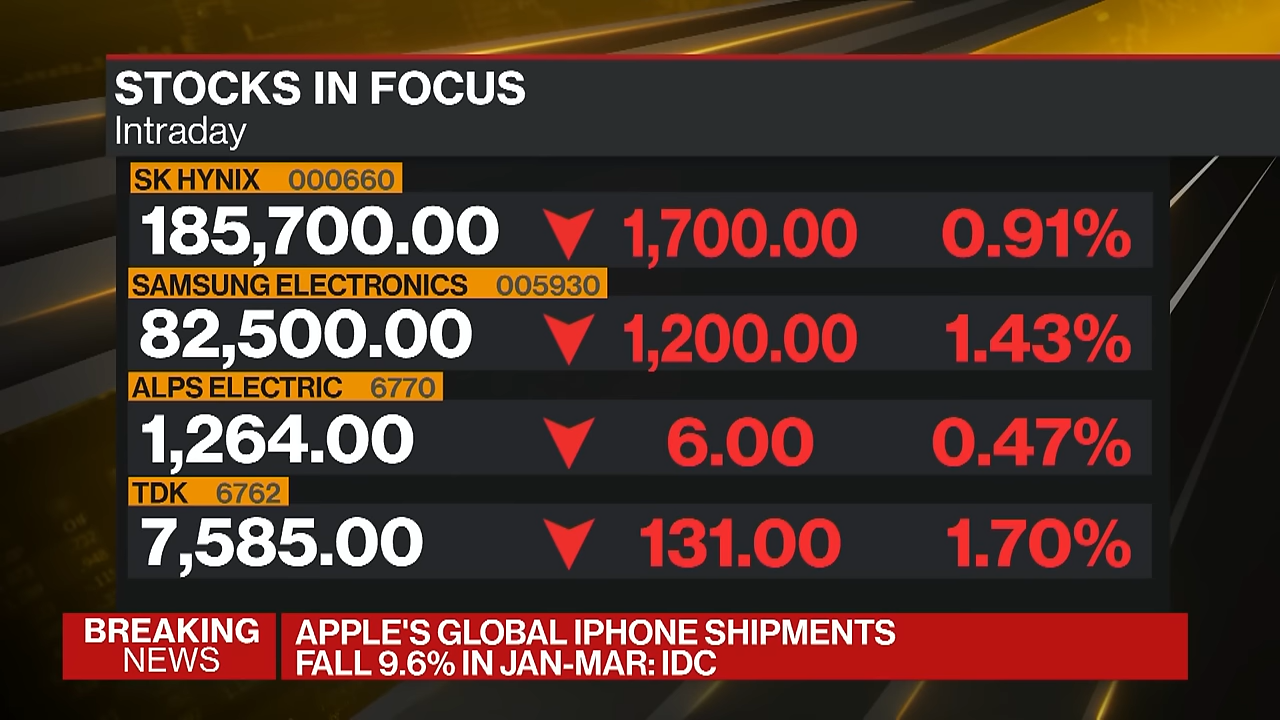 STOCKS IN FOCUS
Intraday
SK HYNIX 000660
185,700.00 1,700.00 0.91%
SAMSUNG ELECTRONICS 005930
82,500.00 1,200.00 1.43%
ALPS ELECTRIC 6770
1,264.00 6.00 0.47%
TDK 6762
7,585.00 131.00 1.70%
BREAKING NEWS
APPLE'S GLOBAL IPHONE SHIPMENTS
FALL 9.6% IN JAN-MAR: IDC